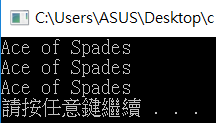 C:\Users\ASUS\Desktop\c
Ace of Spades
Ace of Spades
Ace of Spades
請按任意鍵繼續 . . .